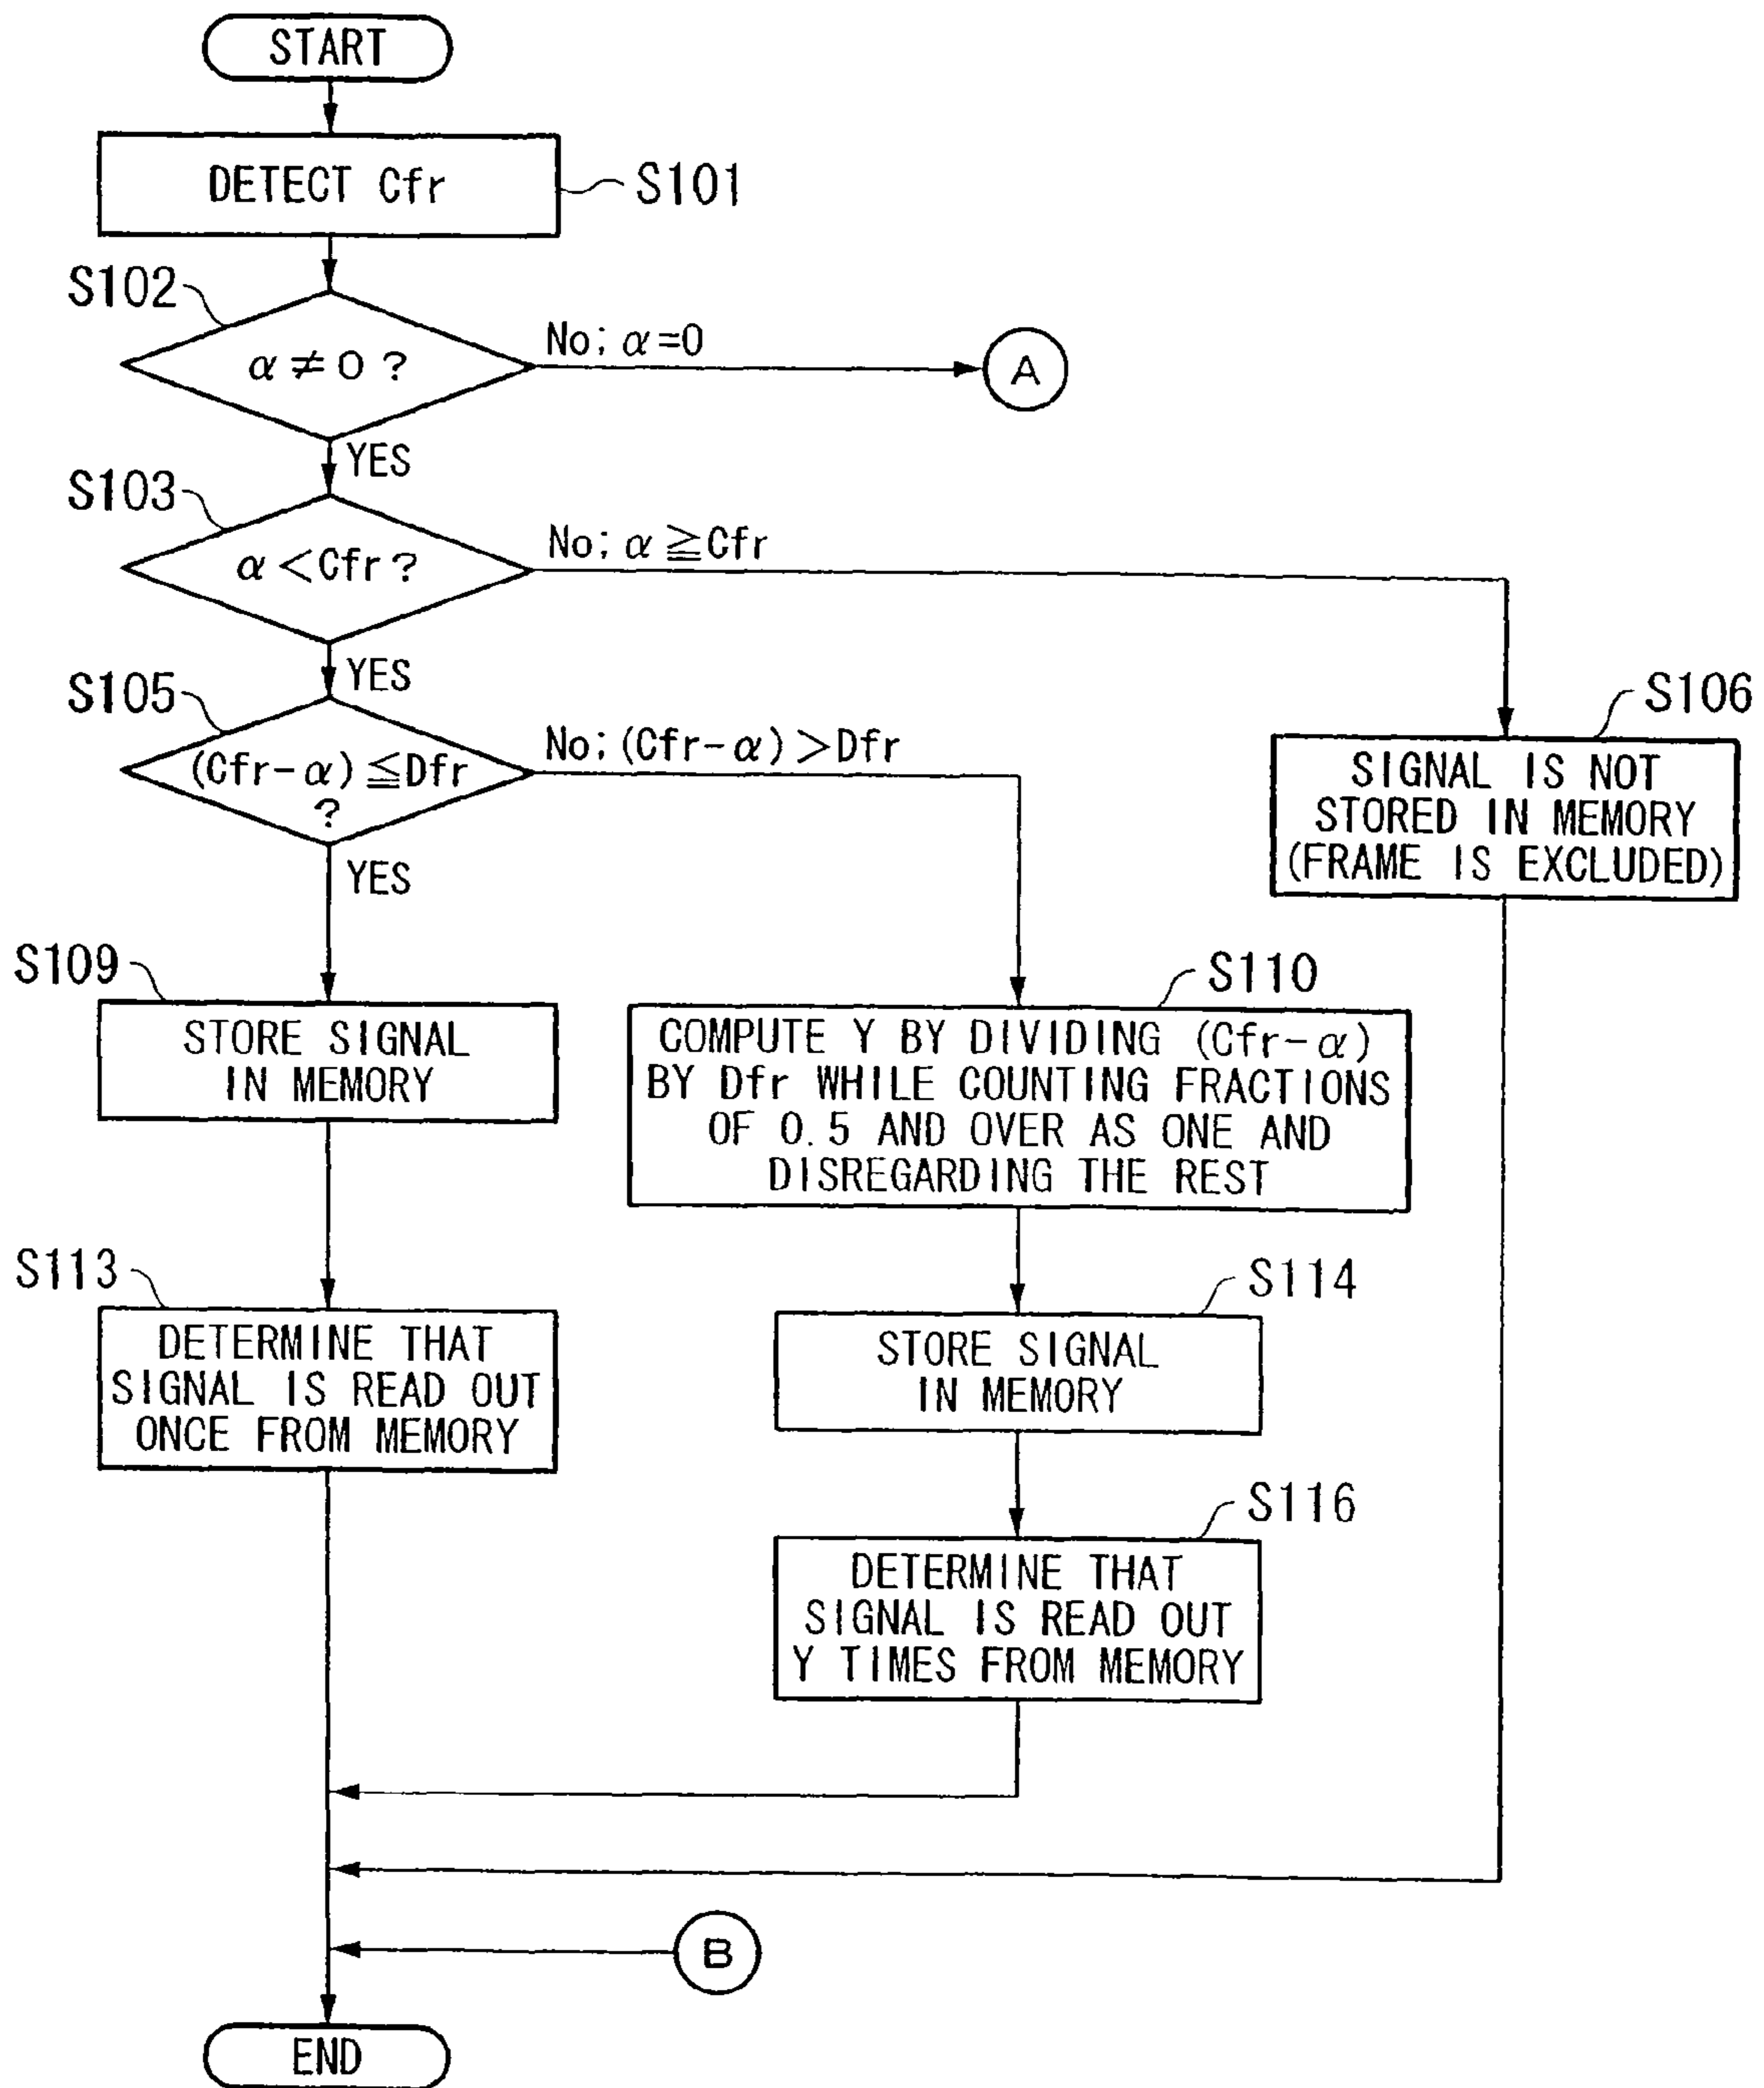 START
DETECT Cfr
S101
S102
α≠0 ?
No; α=0
A
YES
S103
α<Cfr?
No; α≧Cfr
YES
S105
(Cfr-α)≦Dfr
?
No;(Cfr-α)>Dfr
YES
S106
SIGNAL IS NOT
STORED IN MEMORY
(FRAME IS EXCLUDED)
S109
STORE SIGNAL
IN MEMORY
S110
COMPUTE Y BY DIVIDING (Cfr-α)
BY Dfr WHILE COUNTING FRACTIONS
OF 0.5 AND OVER AS ONE AND
DISREGARDING THE REST
S113
DETERMINE THAT
SIGNAL IS READ OUT
ONCE FROM MEMORY
S114
STORE SIGNAL
IN MEMORY
S116
DETERMINE THAT
SIGNAL IS READ OUT
Y TIMES FROM MEMORY
B
END